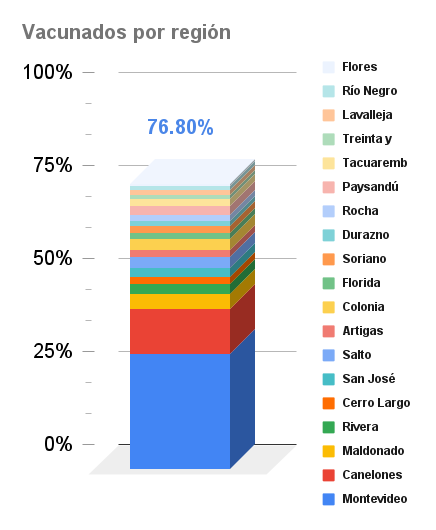 Vacunados por región
100%
75%
50%
25%
0%
76.80%
Flores
Río Negro
Lavalleja
Treinta y
Tacuaremb
Paysandú
Rocha
Durazno
Soriano
Florida
Colonia
Artigas
Salto
San José
Cerro Largo
Rivera
Maldonado
Canelones
Montevideo